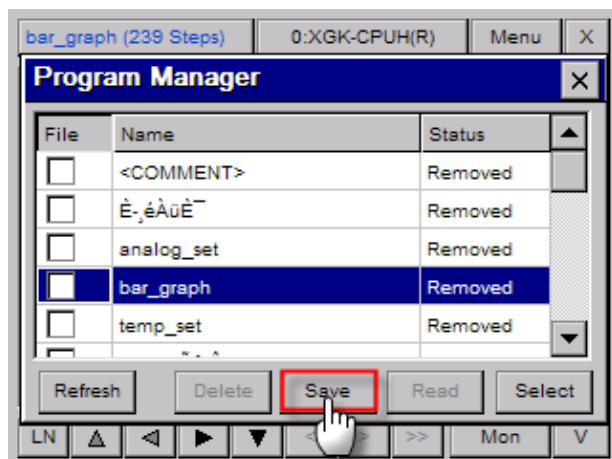 bar_graph (239 Steps) 0:XGK-CPUH(R) Menu X
Program Manager
File Name Status
<COMMENT> Removed
È-¸éÀüÈ¯ Removed
analog_set Removed
bar_graph Removed
temp_set Removed
Refresh Delete Save Read Select
LN >> Mon V